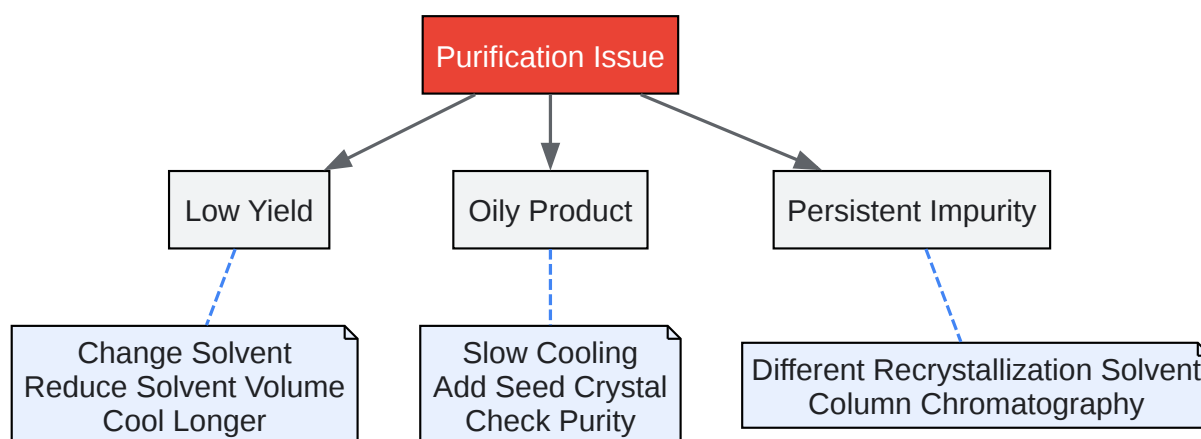 Purification Issue
Low Yield
Oily Product
Persistent Impurity
Change Solvent
Reduce Solvent Volume
Cool Longer
Slow Cooling
Add Seed Crystal
Check Purity
Different Recrystallization Solvent
Column Chromatography